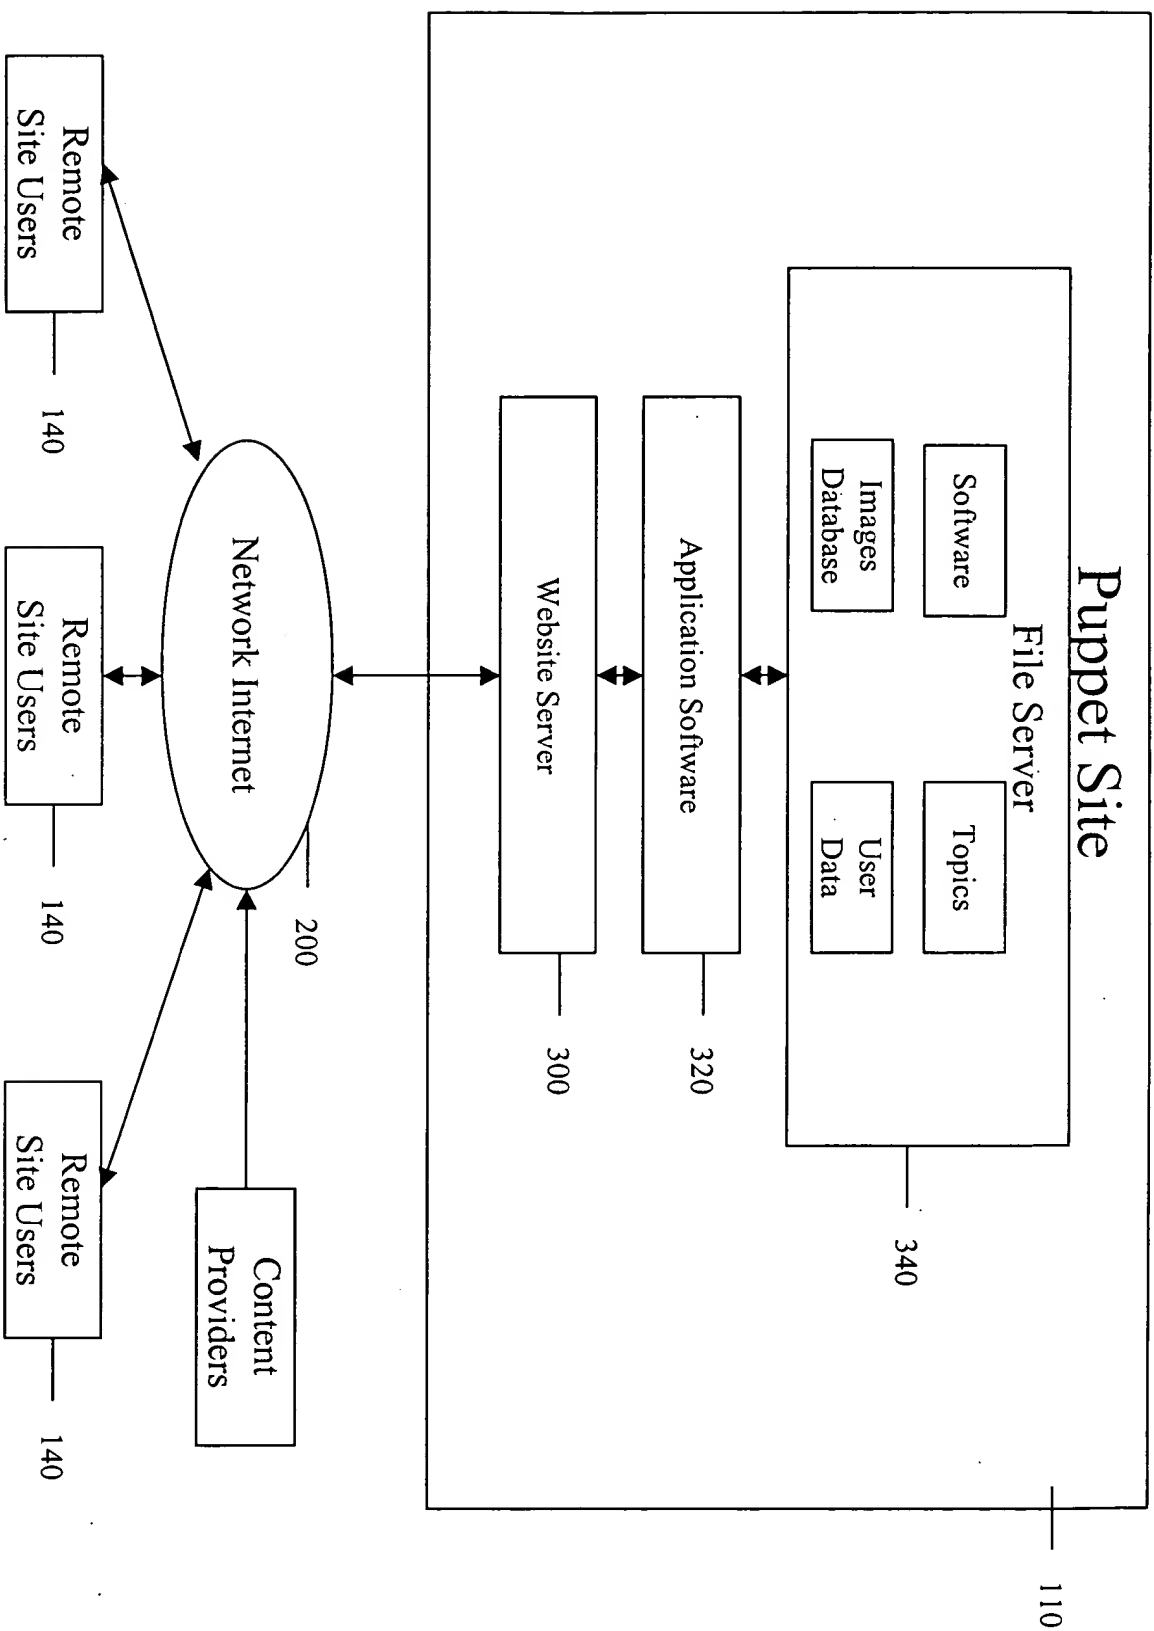 Puppet Site
110
File Server
Software
Topics
Images
Database
User
Data
340
Application Software
320
Website Server
300
200
Network Internet
Content
Providers
Remote
Site Users
140
Remote
Site Users
140
Remote
Site Users
140